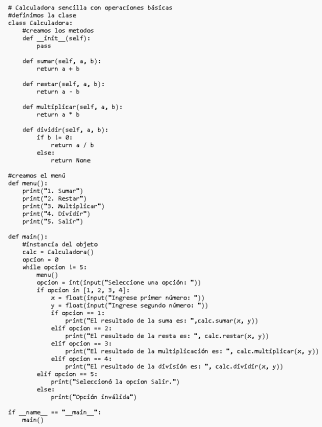 # Calculadora sencilla con operaciones básicas
#definimos la clase
class Calculadora:
    #creamos los metodos
    def __init__(self):
        pass

    def sumar(self, a, b):
        return a + b

    def restar(self, a, b):
        return a - b

    def multiplicar(self, a, b):
        return a * b

    def dividir(self, a, b):
        if b != 0:
            return a / b
        else:
            return None

#creamos el menú
def menu():
    print("1. Sumar")
    print("2. Restar")
    print("3. Multiplicar")
    print("4. Dividir")
    print("5. Salir")

def main():
    #instancia del objeto
    calc = Calculadora()
    opcion = 0
    while opcion != 5:
        menu()
        opcion = int(input("Seleccione una opción: "))
        if opcion in [1, 2, 3, 4]:
            x = float(input("Ingrese primer número: "))
            y = float(input("Ingrese segundo número: "))
            if opcion == 1:
                print("El resultado de la suma es: ",calc.sumar(x, y))
            elif opcion == 2:
                print("El resultado de la resta es: ", calc.restar(x, y))
            elif opcion == 3:
                print("El resultado de la multiplicación es: ", calc.multiplicar(x, y))
            elif opcion == 4:
                print("El resultado de la división es: ", calc.dividir(x, y))
        elif opcion == 5:
            print("Seleccionó la opcion Salir.")
        else:
            print("Opción inválida")

if __name__ == "__main__":
    main()